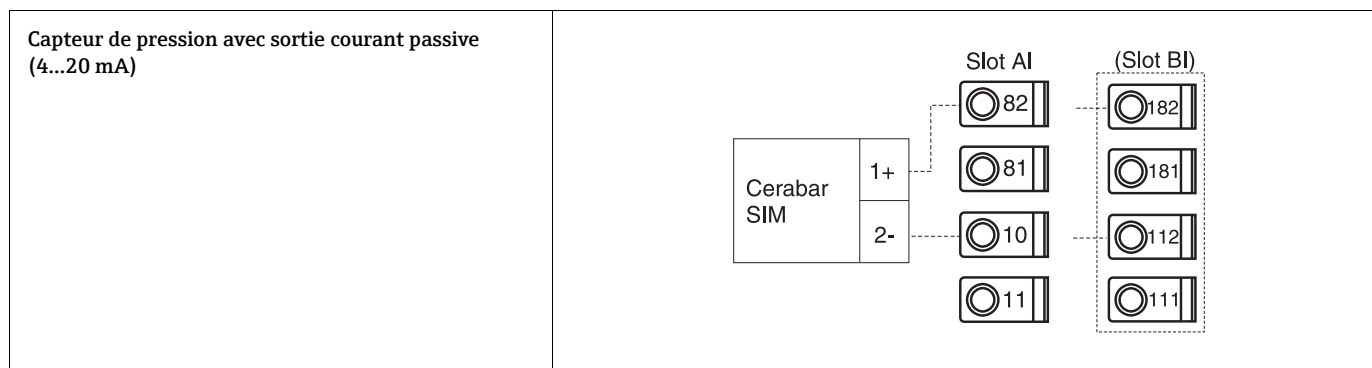 Capteur de pression avec sortie courant passive
(4...20 mA)
Slot AI
(Slot BI)
82
182
1+
81
181
Cerabar
SIM
2-
10
112
11
111